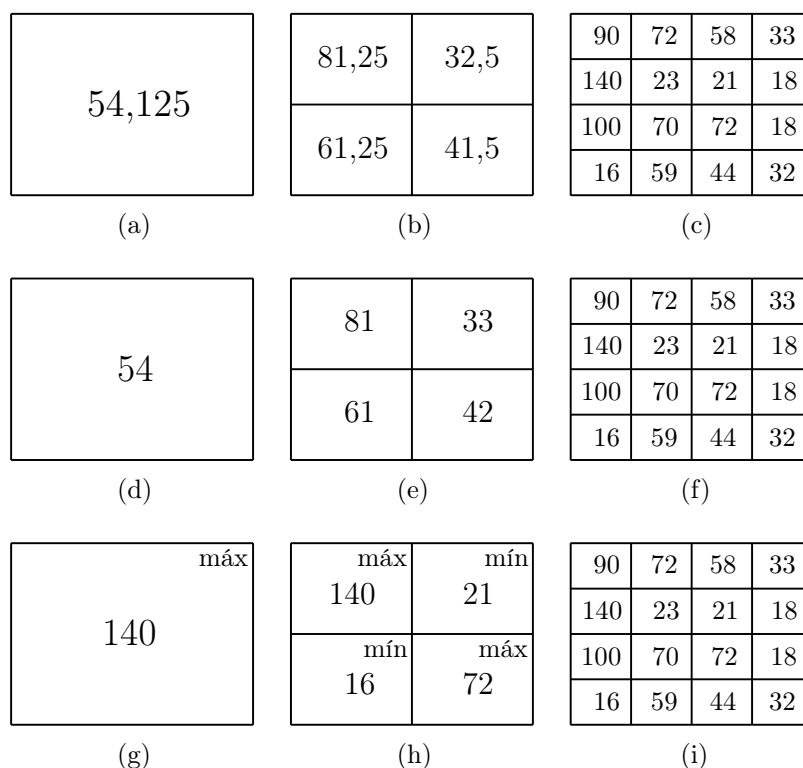 81,25 32,5 90 72 58 33
54,125 140 23 21 18
61,25 41,5 100 70 72 18
16 59 44 32
(a) (b) (c)
81 33 90 72 58 33
54 140 23 21 18
61 42 100 70 72 18
16 59 44 32
(d) (e) (f)
máx máx mín 90 72 58 33
140 140 21 140 23 21 18
mín máx 100 70 72 18
16 72 16 59 44 32
(g) (h) (i)